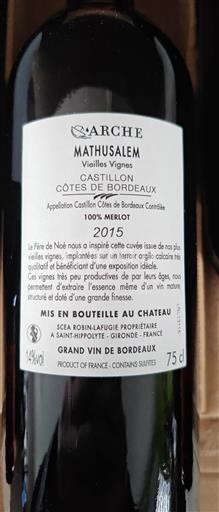 L'ARCHE
MATHUSALEM
Vieilles Vignes
CASTILLON
CÔTES DE BORDEAUX
Appellation Castillon Côtes de Bordeaux Contrôlée
100% MERLOT
2015
Le Père de Noé nous a inspiré cette cuvée issue de nos plus
vieilles vignes, implantées sur un terroir argilo calcaire très
qualitatif et bénéficiant d'une exposition idéale.
Ces vignes très peu productives de par leurs âges, nous
permettent d'extraire l'essence même d'un vin mature,
structuré et doté d'une grande finesse.
MIS EN BOUTEILLE AU CHATEAU
SCEA ROBIN-LAFUGIE PROPRIÉTAIRE
A SAINT-HIPPOLYTE - GIRONDE - FRANCE
14%vol GRAND VIN DE BORDEAUX 75 cl
PRODUCT OF FRANCE - CONTAINS SULFITES